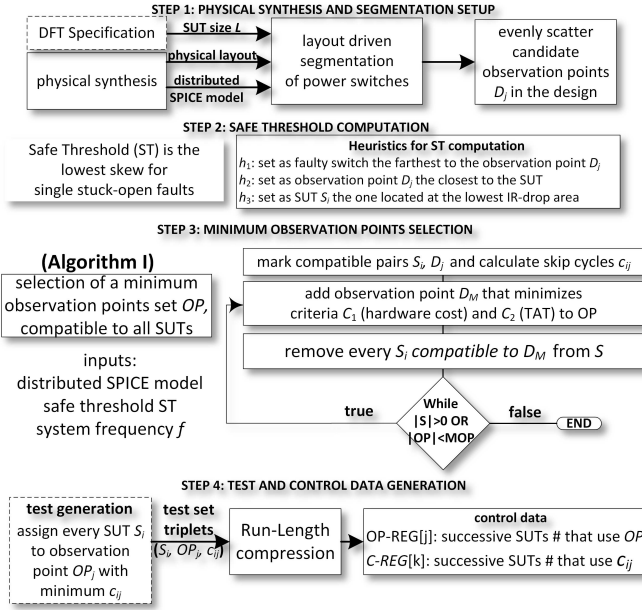 STEP 1: PHYSICAL SYNTHESIS AND SEGMENTATION SETUP
DFT Specification
SUT size L
physical synthesis
physical layout
distributed
SPICE model
layout driven
segmentation
of power switches
evenly scatter
candidate
observation points
Dj in the design
STEP 2: SAFE THRESHOLD COMPUTATION
Safe Threshold (ST) is the
lowest skew for
single stuck-open faults
Heuristics for ST computation
h1: set as faulty switch the farthest to the observation point Dj
h2: set as observation point Dj the closest to the SUT
h3: set as SUT Si the one located at the lowest IR-drop area
STEP 3: MINIMUM OBSERVATION POINTS SELECTION
(Algorithm I)
selection of a minimum
observation points set OP,
compatible to all SUTs
inputs:
distributed SPICE model
safe threshold ST
system frequency f
mark compatible pairs Si, Dj and calculate skip cycles cij
add observation point DM that minimizes
criteria C1 (hardware cost) and C2 (TAT) to OP
remove every Si compatible to DM from S
true
While
|S|>0 OR
|OP|<MOP
false
END
STEP 4: TEST AND CONTROL DATA GENERATION
test generation
assign every SUT Si
to observation
point OPj with
minimum cij
test set
triplets
(Si, OPj, cij)
Run-Length
compression
control data
OP-REG[j]: successive SUTs # that use OP
C-REG[k]: successive SUTs # that use cij